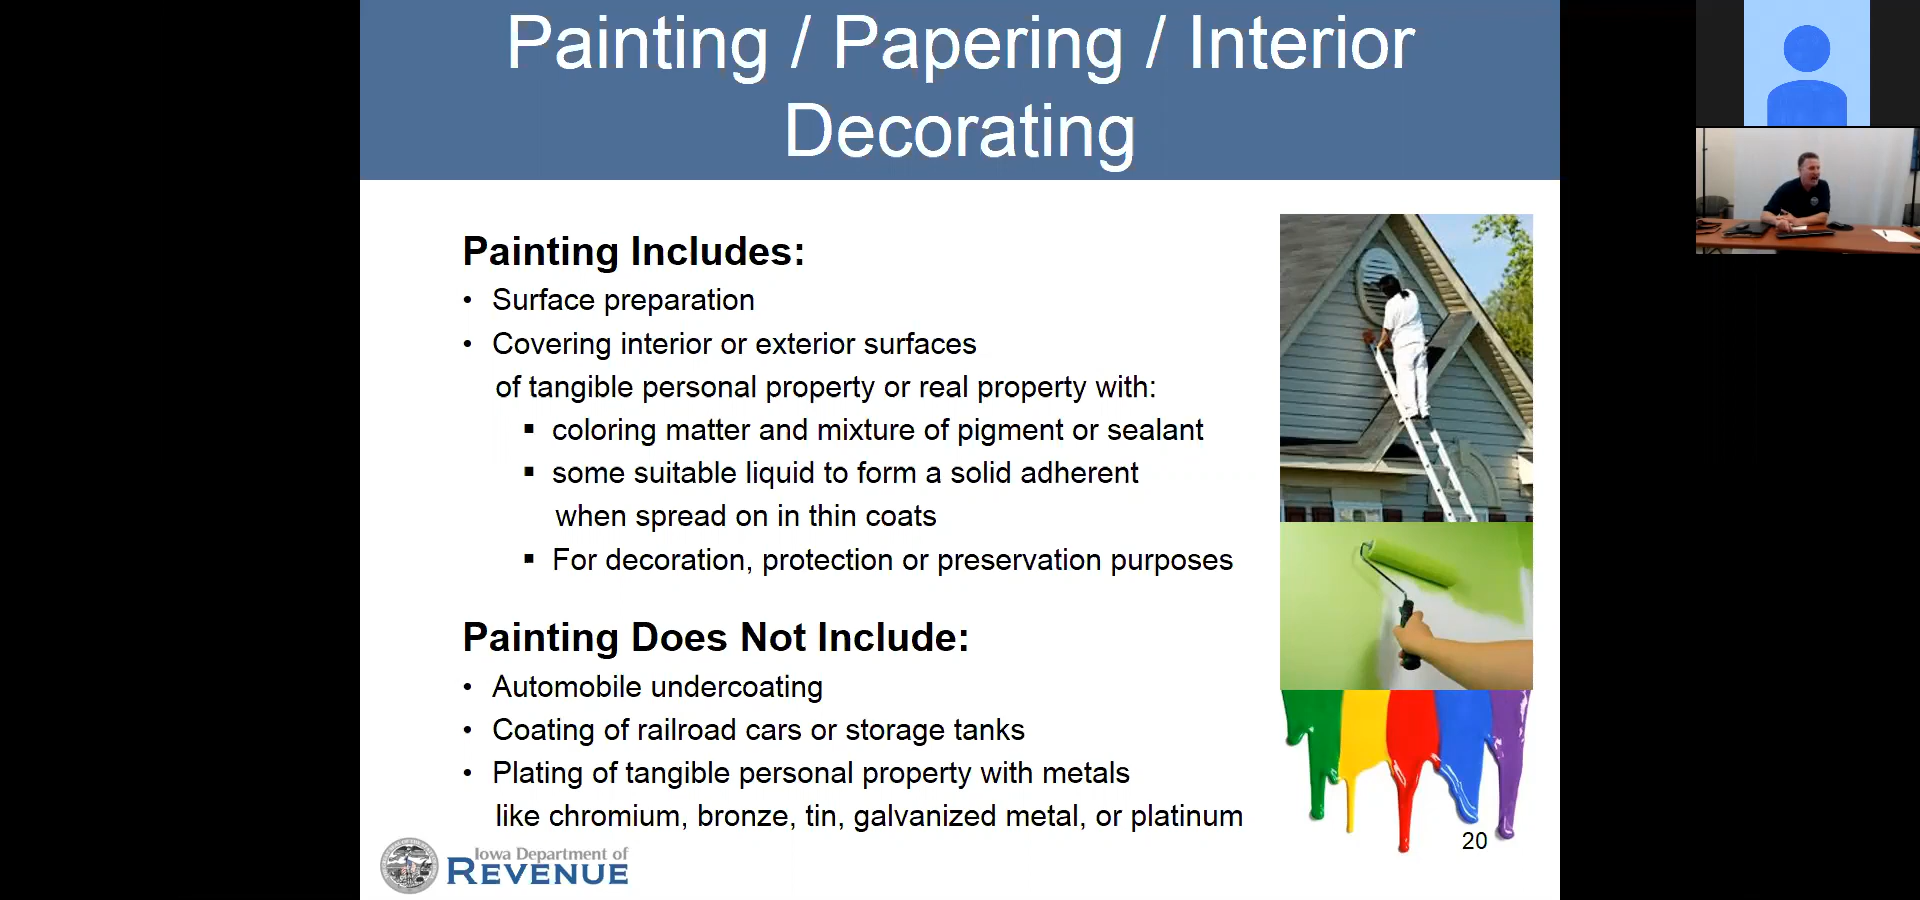 Painting / Papering / Interior
Decorating
Painting Includes:
• Surface preparation
• Covering interior or exterior surfaces
of tangible personal property or real property with:
▪ coloring matter and mixture of pigment or sealant
▪ some suitable liquid to form a solid adherent
when spread on in thin coats
▪ For decoration, protection or preservation purposes
Painting Does Not Include:
• Automobile undercoating
• Coating of railroad cars or storage tanks
• Plating of tangible personal property with metals
like chromium, bronze, tin, galvanized metal, or platinum
20
Iowa Department of
REVENUE